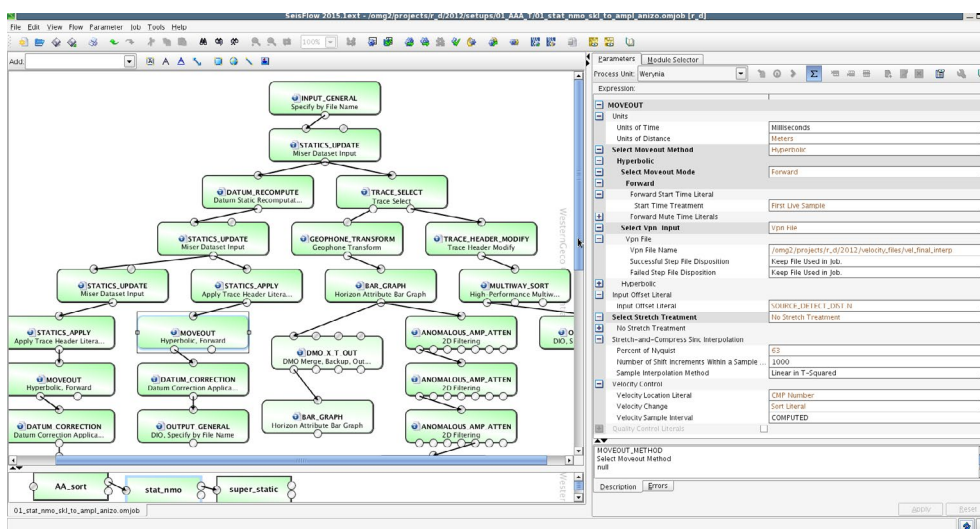 SeisFlow 2015.1ext - /omg2/projects/r_d/2012/setups/01_AAA_T/01_stat_nmo_skl_to_ampl_anizo.omjob [r_d]
File Edit View Flow Parameter Job Tools Help
100%
Add:
INPUT_GENERAL
Specify by File Name
STATICS_UPDATE
Miser Dataset Input
DATUM_RECOMPUTE
Datum Static Recomputat...
TRACE_SELECT
Trace Select
STATICS_UPDATE
Miser Dataset Input
GEOPHONE_TRANSFORM
Geophone Transform
TRACE_HEADER_MODIFY
Trace Header Modify
STATICS_UPDATE
Miser Dataset Input
STATICS_APPLY
Apply Trace Header Litera...
BAR_GRAPH
Horizon Attribute Bar Graph
MULTIWAY_SORT
High-Performance Multiw...
STATICS_APPLY
Apply Trace Header Litera...
MOVEOUT
Hyperbolic, Forward
DMO_X_T_OUT
DMO Merge, Backup, Out...
ANOMALOUS_AMP_ATTEN
2D Filtering
DIO, S
MOVEOUT
Hyperbolic, Forward
DATUM_CORRECTION
Datum Correction Applica...
ANOMALOUS_AMP_ATTEN
2D Filtering
DATUM CORRECTION
Datum Correction Applica...
OUTPUT_GENERAL
DIO, Specify by File Name
BAR_GRAPH
Horizon Attribute Bar Graph
ANOMALOUS AMP ATTEN
2D Filtering
WesternGeco
AA_sort
stat_nmo
super_static
Wester
01_stat_nmo_skl_to_ampl_anizo.omjob
Parameters Module Selector
Process Unit: Werynia
Expression:
MOVEOUT
Units
Units of Time Milliseconds
Units of Distance Meters
Select Moveout Method Hyperbolic
Hyperbolic
Select Moveout Mode Forward
Forward
Forward Start Time Literal
Start Time Treatment First Live Sample
Forward Mute Time Literals
Select Vpn Input Vpn File
Vpn File
Vpn File Name /omg2/projects/r_d/2012/velocity_files/vel_final_interp
Successful Step File Disposition Keep File Used in Job.
Failed Step File Disposition Keep File Used in Job.
Hyperbolic
Input Offset Literal
Input Offset Literal SOURCE_DETECT_DIST N
Select Stretch Treatment No Stretch Treatment
No Stretch Treatment
Stretch-and-Compress Sinc Interpolation
Percent of Nyquist 63
Number of Shift Increments Within a Sample ... 1000
Sample Interpolation Method Linear in T-Squared
Velocity Control
Velocity Location Literal CMP Number
Velocity Change Sort Literal
Velocity Sample Interval COMPUTED
Quality Control Literals
MOVEOUT_METHOD
Select Moveout Method
null
Description Errors
Apply Rese